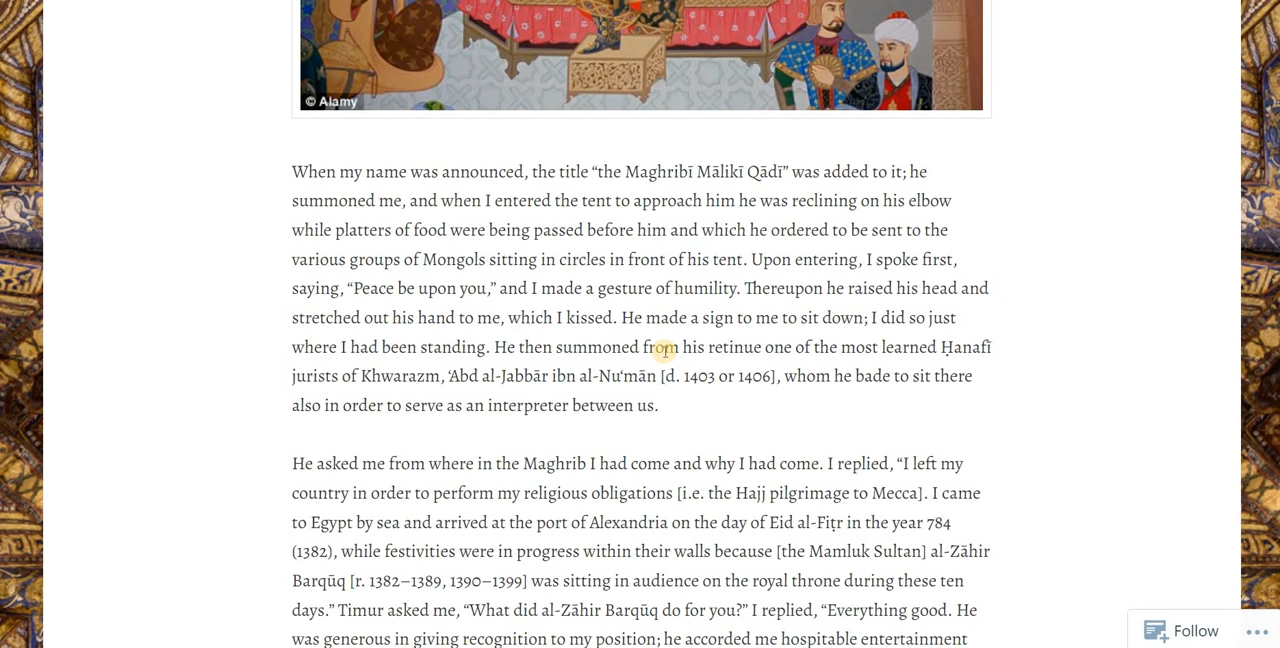 © Alamy
When my name was announced, the title “the Maghribī Mālikī Qāḍī” was added to it; he
summoned me, and when I entered the tent to approach him he was reclining on his elbow
while platters of food were being passed before him and which he ordered to be sent to the
various groups of Mongols sitting in circles in front of his tent. Upon entering, I spoke first,
saying, “Peace be upon you,” and I made a gesture of humility. Thereupon he raised his head and
stretched out his hand to me, which I kissed. He made a sign to me to sit down; I did so just
where I had been standing. He then summoned from his retinue one of the most learned Ḥanafī
jurists of Khwarazm, ‘Abd al-Jabbār ibn al-Nu‘mān [d. 1403 or 1406], whom he bade to sit there
also in order to serve as an interpreter between us.
He asked me from where in the Maghrib I had come and why I had come. I replied, “I left my
country in order to perform my religious obligations [i.e. the Hajj pilgrimage to Mecca]. I came
to Egypt by sea and arrived at the port of Alexandria on the day of Eid al-Fiṭr in the year 784
(1382), while festivities were in progress within their walls because [the Mamluk Sultan] al-Zāhir
Barqūq [r. 1382–1389, 1390–1399] was sitting in audience on the royal throne during these ten
days.” Timur asked me, “What did al-Zāhir Barqūq do for you?” I replied, “Everything good. He
was generous in giving recognition to my position; he accorded me hospitable entertainment
Follow